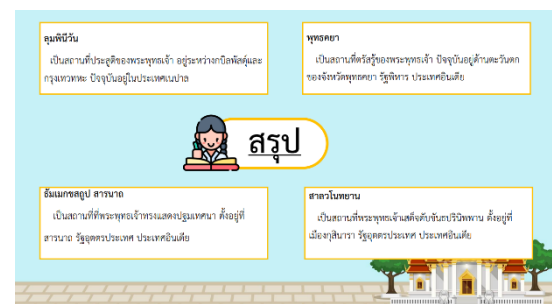 ลุมพินีวัน
เป็นสถานที่ประสูติของพระพุทธเจ้า อยู่ระหว่างกบิลพัสดุ์และ
กรุงเทวทหะ ปัจจุบันอยู่ในประเทศเนปาล
พุทธคยา
เป็นสถานที่ตรัสรู้ของพระพุทธเจ้า ปัจจุบันอยู่ด้านตะวันตก
ของจังหวัดพุทธคยา รัฐพิหาร ประเทศอินเดีย
สรุป
ธัมเมกขสถูป สารนาถ
เป็นสถานที่ที่พระพุทธเจ้าทรงแสดงปฐมเทศนา ตั้งอยู่ที่
สารนาถ รัฐอุตตรประเทศ ประเทศอินเดีย
สาลวโนทยาน
เป็นสถานที่พระพุทธเจ้าเสด็จดับขันธปรินิพพาน ตั้งอยู่ที่
เมืองกุสินารา รัฐอุตตรประเทศ ประเทศอินเดีย